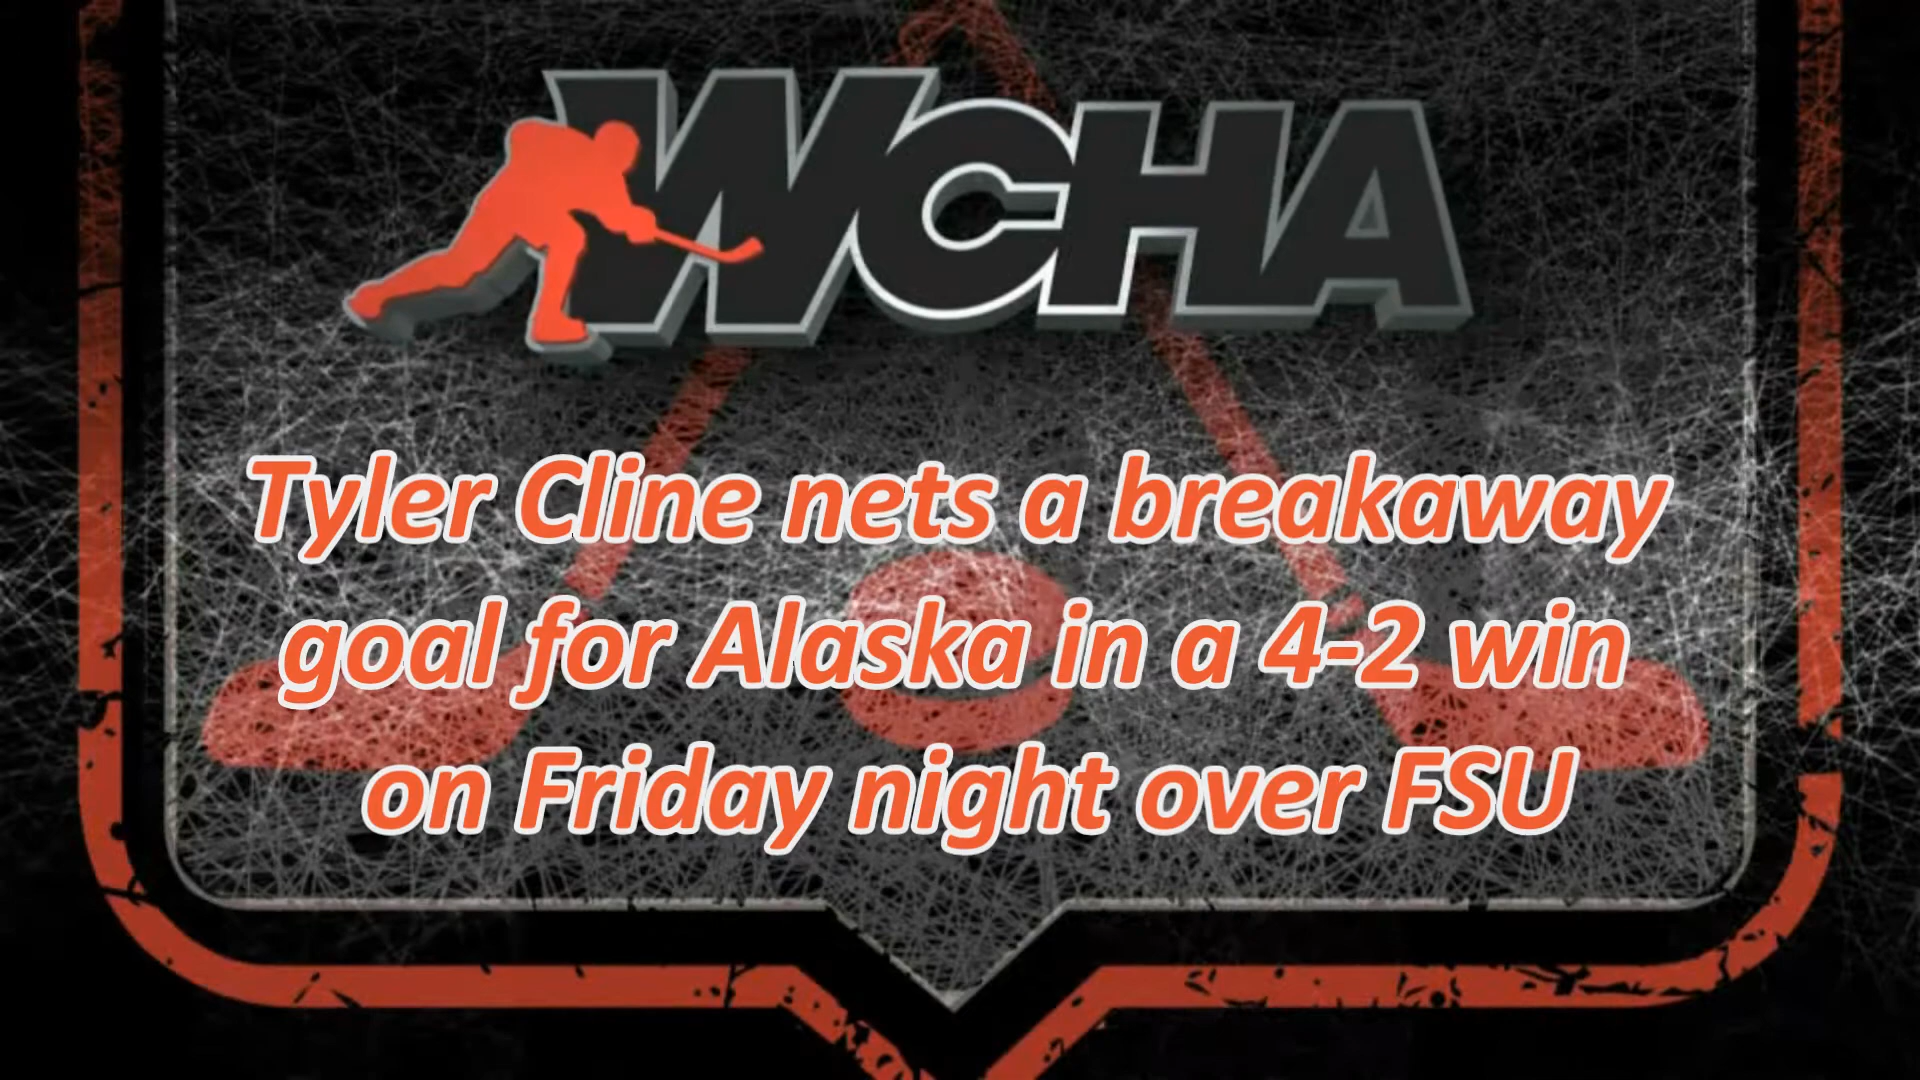 WCHA
Tyler Cline nets a breakaway
goal for Alaska in a 4-2 win
on Friday night over FSU